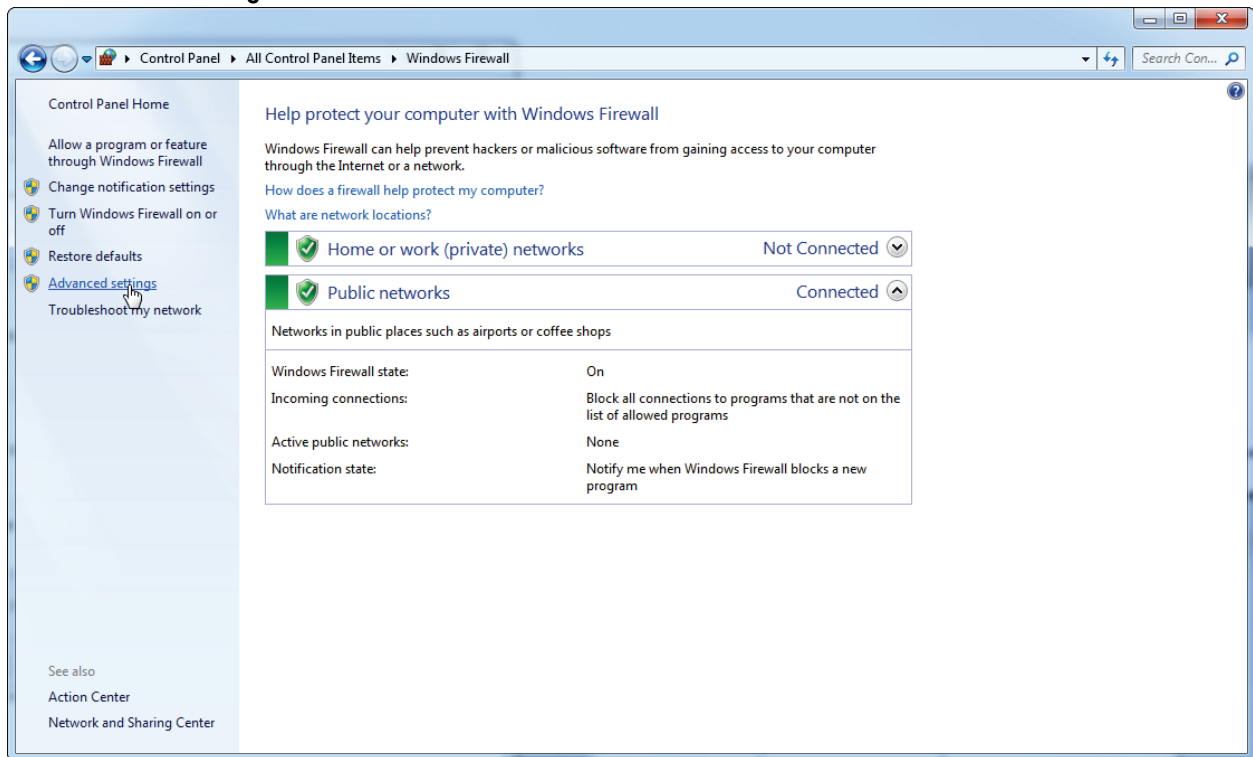 Control Panel ▸ All Control Panel Items ▸ Windows Firewall
Search Con...
Control Panel Home
Allow a program or feature
through Windows Firewall
Change notification settings
Turn Windows Firewall on or
off
Restore defaults
Advanced settings
Troubleshoot my network
See also
Action Center
Network and Sharing Center
Help protect your computer with Windows Firewall
Windows Firewall can help prevent hackers or malicious software from gaining access to your computer
through the Internet or a network.
How does a firewall help protect my computer?
What are network locations?
Home or work (private) networks Not Connected
Public networks Connected
Networks in public places such as airports or coffee shops
Windows Firewall state: On
Incoming connections: Block all connections to programs that are not on the
list of allowed programs
Active public networks: None
Notification state: Notify me when Windows Firewall blocks a new
program